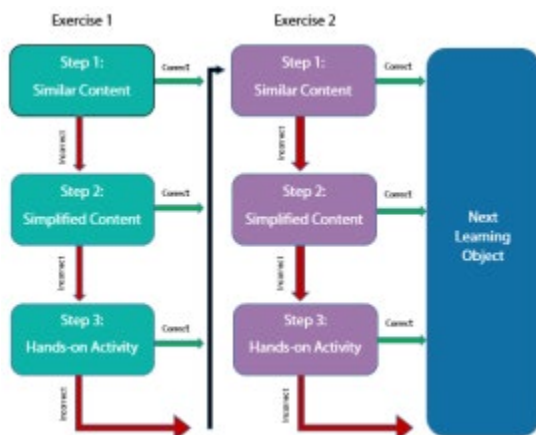 Exercise 1
Exercise 2
Step 1:
Similar Content
Correct
Incorrect
Step 2:
Simplified Content
Correct
Incorrect
Step 3:
Hands-on Activity
Correct
Incorrect
Step 1:
Similar Content
Correct
Incorrect
Step 2:
Simplified Content
Correct
Incorrect
Step 3:
Hands-on Activity
Correct
Incorrect
Next
Learning
Object